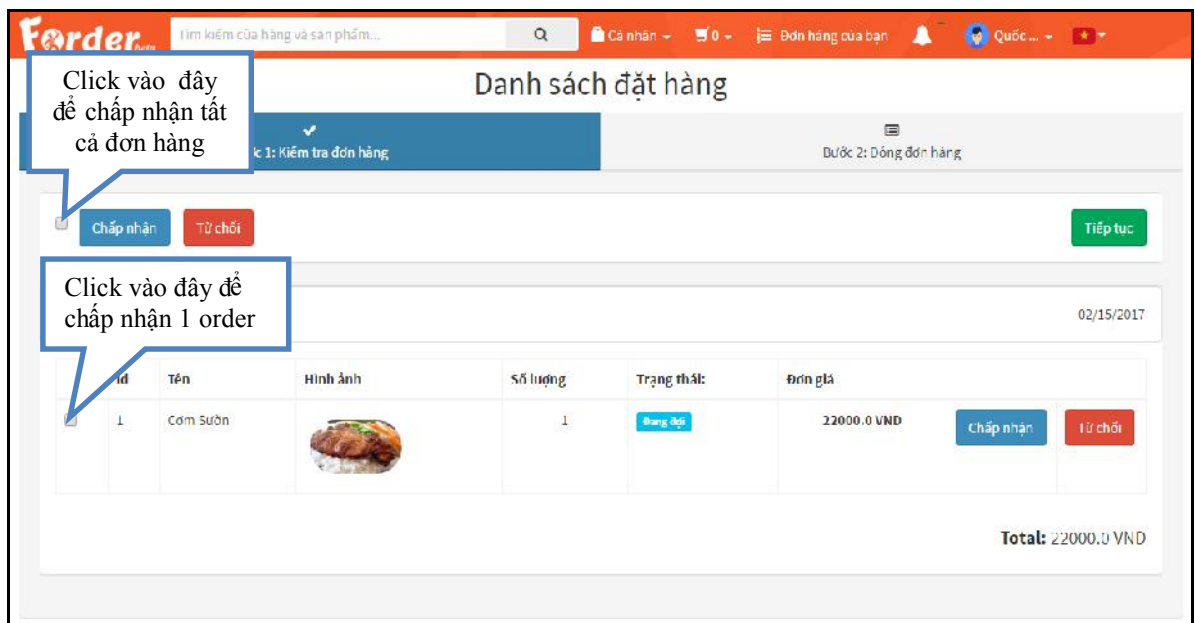 Forder beta
Tìm kiếm cửa hàng và sản phẩm...
Cá nhân
0
Đơn hàng của bạn
Quốc ...
Danh sách đặt hàng
Click vào đây
để chấp nhận tất
cả đơn hàng
c 1: Kiểm tra đơn hàng
Bước 2: Đóng đơn hàng
Chấp nhận
Từ chối
Tiếp tục
Click vào đây để
chấp nhận 1 order
02/15/2017
Id Tên Hình ảnh Số lượng Trạng thái: Đơn giá
1 Cơm Sườn 1 Đang đợi 22000.0 VND Chấp nhận Từ chối
Total: 22000.0 VND